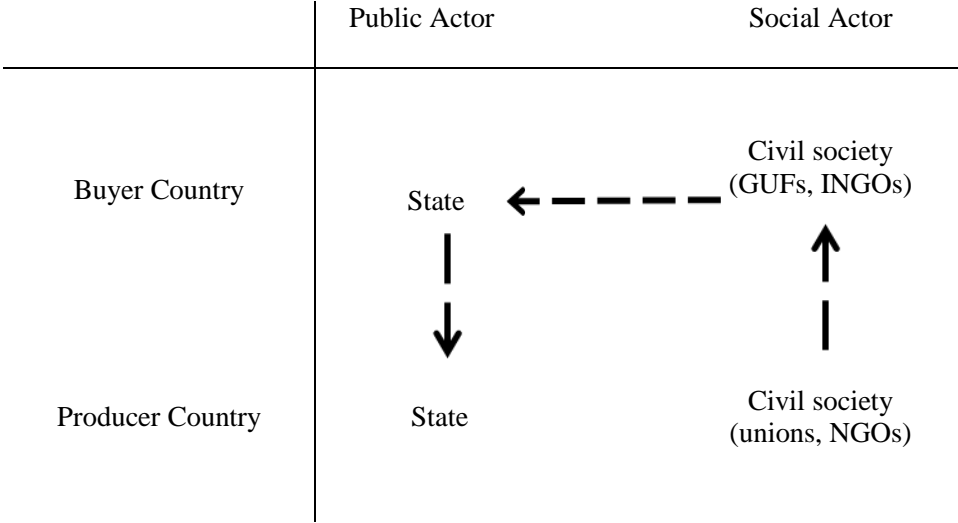 Public Actor
Social Actor
Buyer Country
State
Civil society
(GUFs, INGOs)
Producer Country
State
Civil society
(unions, NGOs)